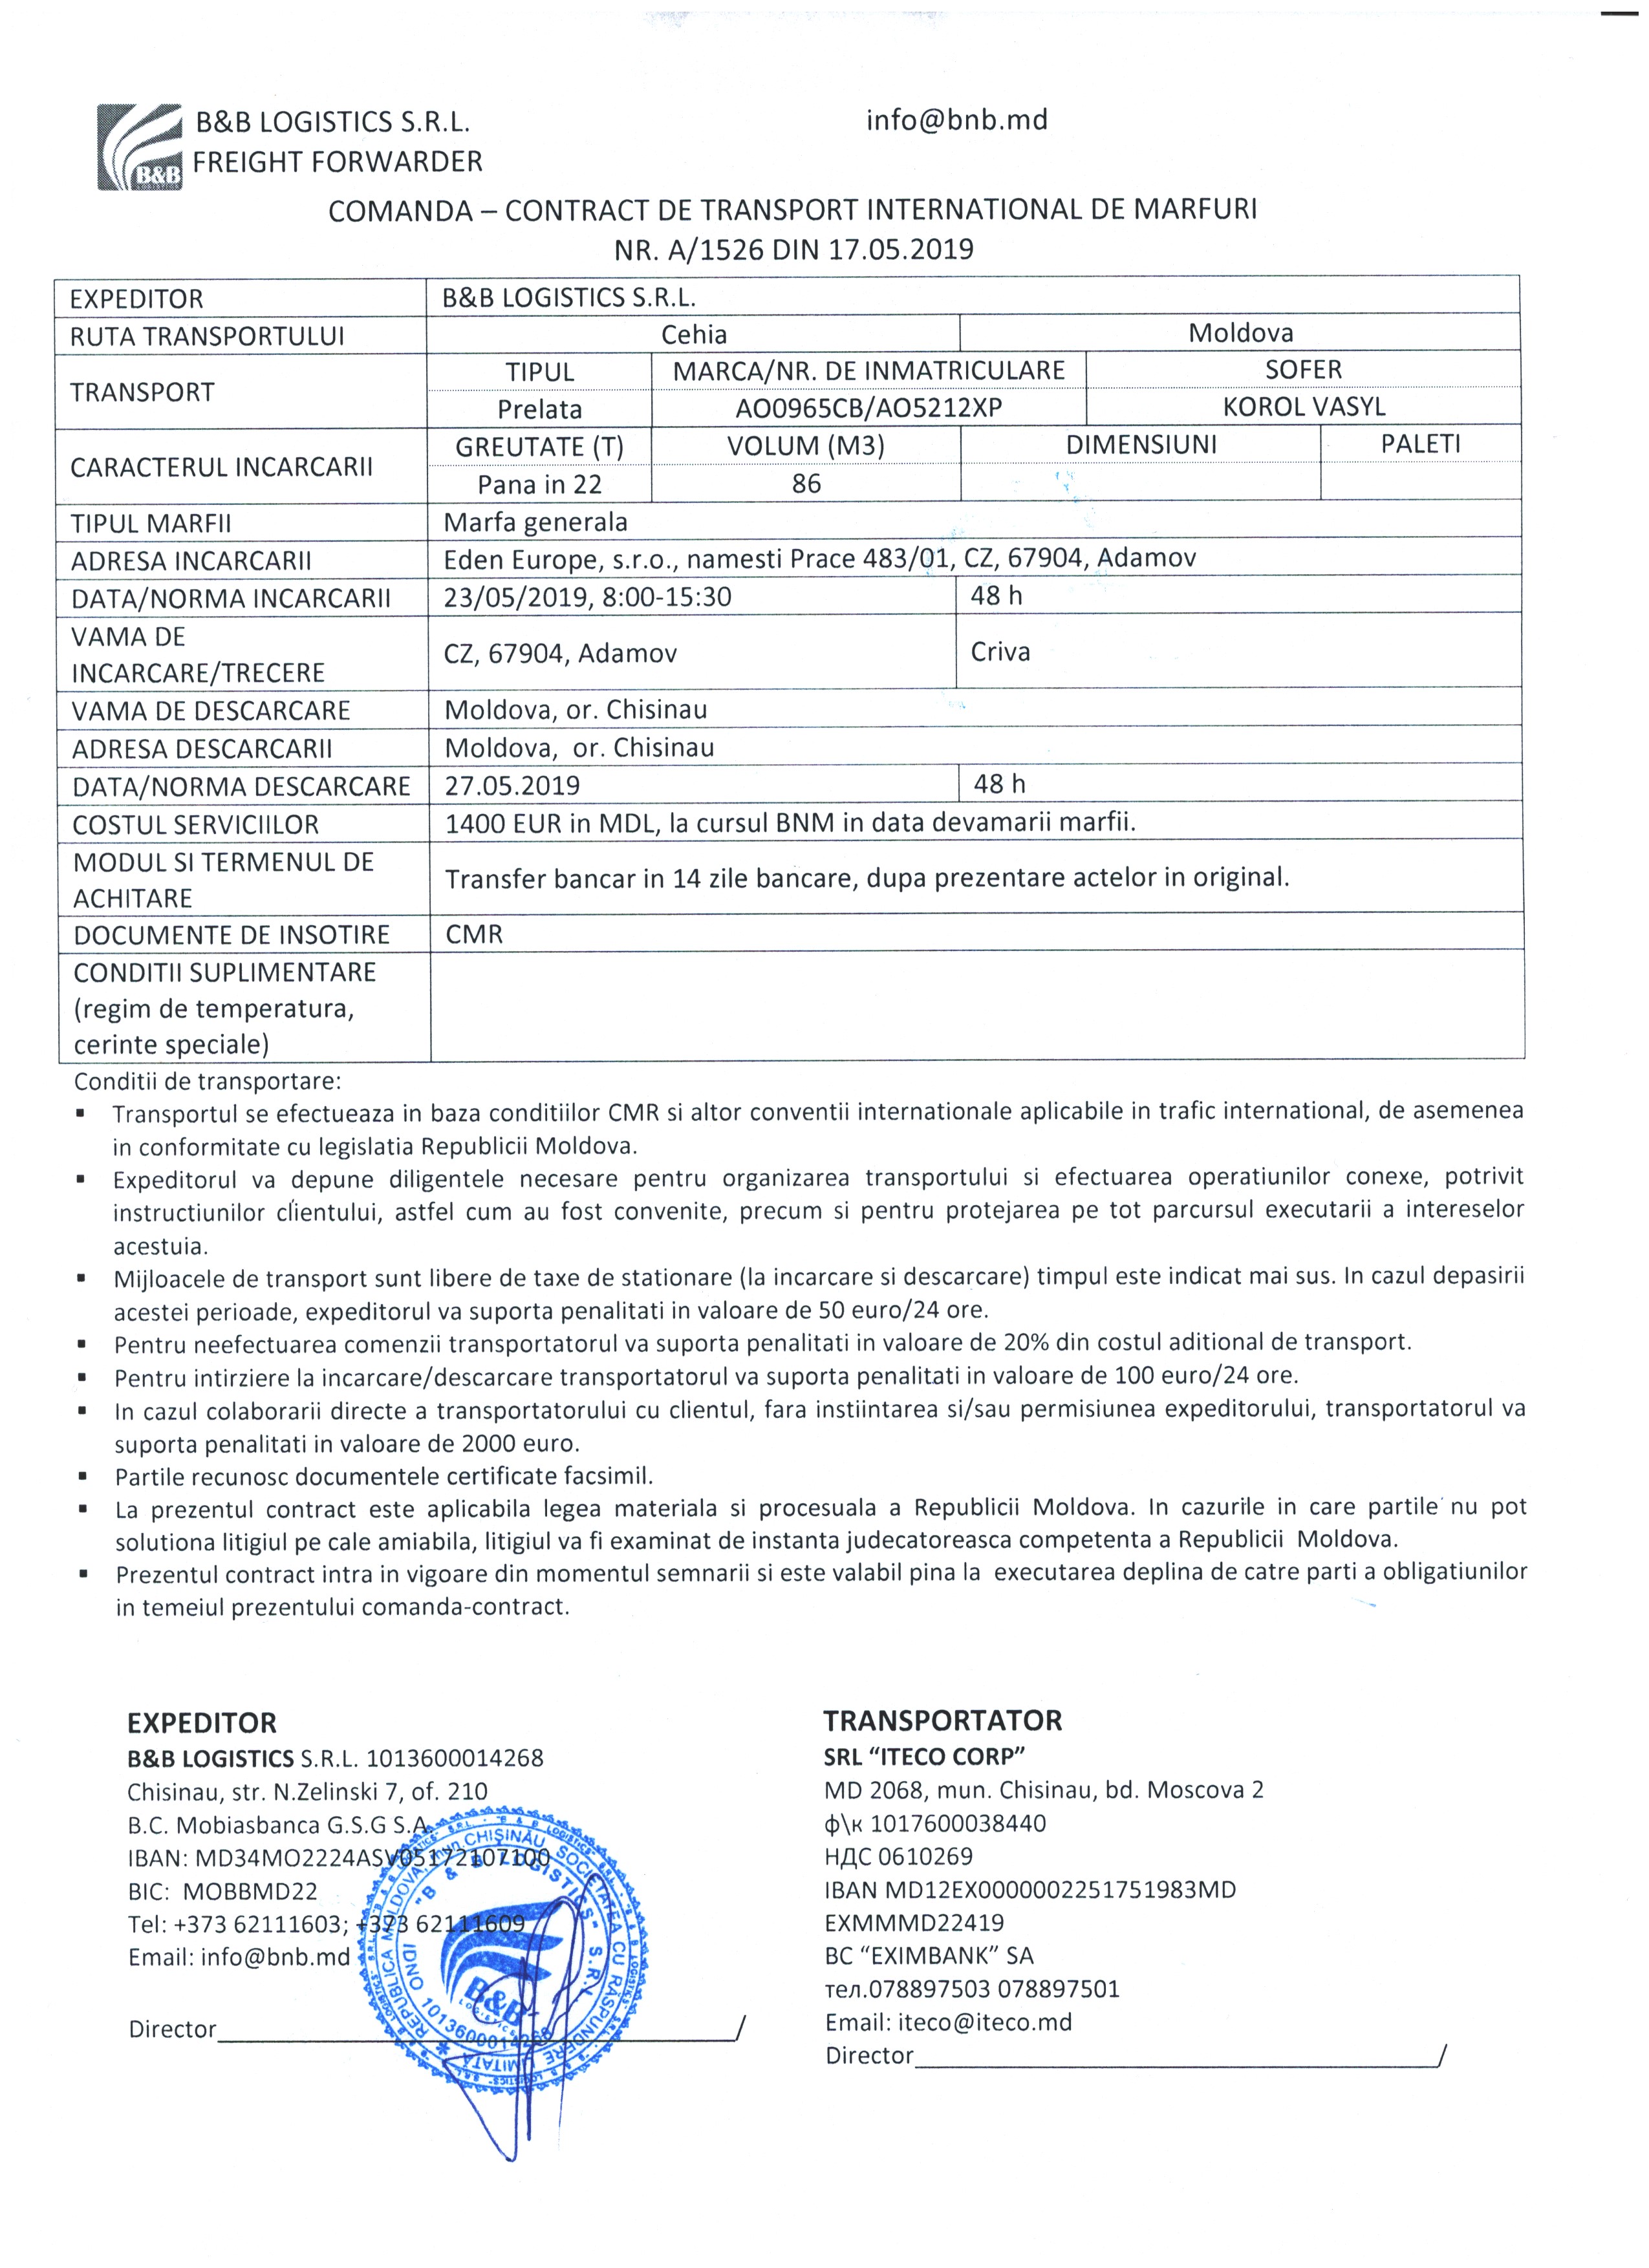 B&B LOGISTICS S.R.L.
info@bnb.md
B&B
FREIGHT FORWARDER
COMANDA – CONTRACT DE TRANSPORT INTERNATIONAL DE MARFURI
NR. A/1526 DIN 17.05.2019
EXPEDITOR B&B LOGISTICS S.R.L.
RUTA TRANSPORTULUI Cehia Moldova
TRANSPORT
TIPUL MARCA/NR. DE INMATRICULARE SOFER
Prelata AO0965CB/AO5212XP KOROL VASYL
CARACTERUL INCARCARII
GREUTATE (T) VOLUM (M3) DIMENSIUNI PALETI
Pana in 22 86
TIPUL MARFII Marfa generala
ADRESA INCARCARII Eden Europe, s.r.o., namesti Prace 483/01, CZ, 67904, Adamov
DATA/NORMA INCARCARII 23/05/2019, 8:00-15:30 48 h
VAMA DE
INCARCARE/TRECERE CZ, 67904, Adamov Criva
VAMA DE DESCARCARE Moldova, or. Chisinau
ADRESA DESCARCARII Moldova, or. Chisinau
DATA/NORMA DESCARCARE 27.05.2019 48 h
COSTUL SERVICIILOR 1400 EUR in MDL, la cursul BNM in data devamarii marfii.
MODUL SI TERMENUL DE
ACHITARE Transfer bancar in 14 zile bancare, dupa prezentare actelor in original.
DOCUMENTE DE INSOTIRE CMR
CONDITII SUPLIMENTARE
(regim de temperatura,
cerinte speciale)
Conditii de transportare:
▪ Transportul se efectueaza in baza conditiilor CMR si altor conventii internationale aplicabile in trafic international, de asemenea
in conformitate cu legislatia Republicii Moldova.
▪ Expeditorul va depune diligentele necesare pentru organizarea transportului si efectuarea operatiunilor conexe, potrivit
instructiunilor clientului, astfel cum au fost convenite, precum si pentru protejarea pe tot parcursul executarii a intereselor
acestuia.
▪ Mijloacele de transport sunt libere de taxe de stationare (la incarcare si descarcare) timpul este indicat mai sus. In cazul depasirii
acestei perioade, expeditorul va suporta penalitati in valoare de 50 euro/24 ore.
▪ Pentru neefectuarea comenzii transportatorul va suporta penalitati in valoare de 20% din costul aditional de transport.
▪ Pentru intirziere la incarcare/descarcare transportatorul va suporta penalitati in valoare de 100 euro/24 ore.
▪ In cazul colaborarii directe a transportatorului cu clientul, fara instiintarea si/sau permisiunea expeditorului, transportatorul va
suporta penalitati in valoare de 2000 euro.
▪ Partile recunosc documentele certificate facsimil.
▪ La prezentul contract este aplicabila legea materiala si procesuala a Republicii Moldova. In cazurile in care partile nu pot
solutiona litigiul pe cale amiabila, litigiul va fi examinat de instanta judecatoreasca competenta a Republicii Moldova.
▪ Prezentul contract intra in vigoare din momentul semnarii si este valabil pina la executarea deplina de catre parti a obligatiunilor
in temeiul prezentului comanda-contract.
EXPEDITOR
B&B LOGISTICS S.R.L. 1013600014268
Chisinau, str. N.Zelinski 7, of. 210
B.C. Mobiasbanca G.S.G S.A.
IBAN: MD34MO2224ASV05172107100
BIC: MOBBMD22
Tel: +373 62111603; +373 62111609
Email: info@bnb.md
Director /
REPUBLICA MOLDOVA, mun.CHIŞINĂU SOCIETATEA CU RĂSPUNDERE LIMITATĂ
"B & B LOGISTICS" S.R.L.
IDNO 1013600014268
B&B
LOGISTICS
TRANSPORTATOR
SRL “ITECO CORP”
MD 2068, mun. Chisinau, bd. Moscova 2
ф\к 1017600038440
НДС 0610269
IBAN MD12EX0000002251751983MD
EXMMMD22419
BC “EXIMBANK” SA
тел.078897503 078897501
Email: iteco@iteco.md
Director /